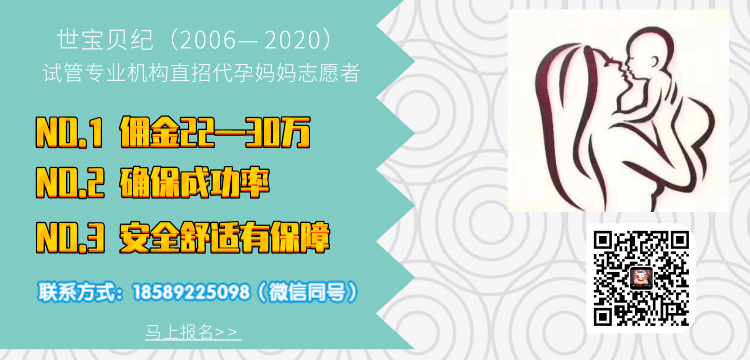 世宝贝纪（2006—2020）
试管专业机构直招代孕妈妈志愿者
NO.1 佣金22—30万
NO.2 确保成功率
NO.3 安全舒适有保障
联系方式：18589225098（微信同号）
马上报名>>